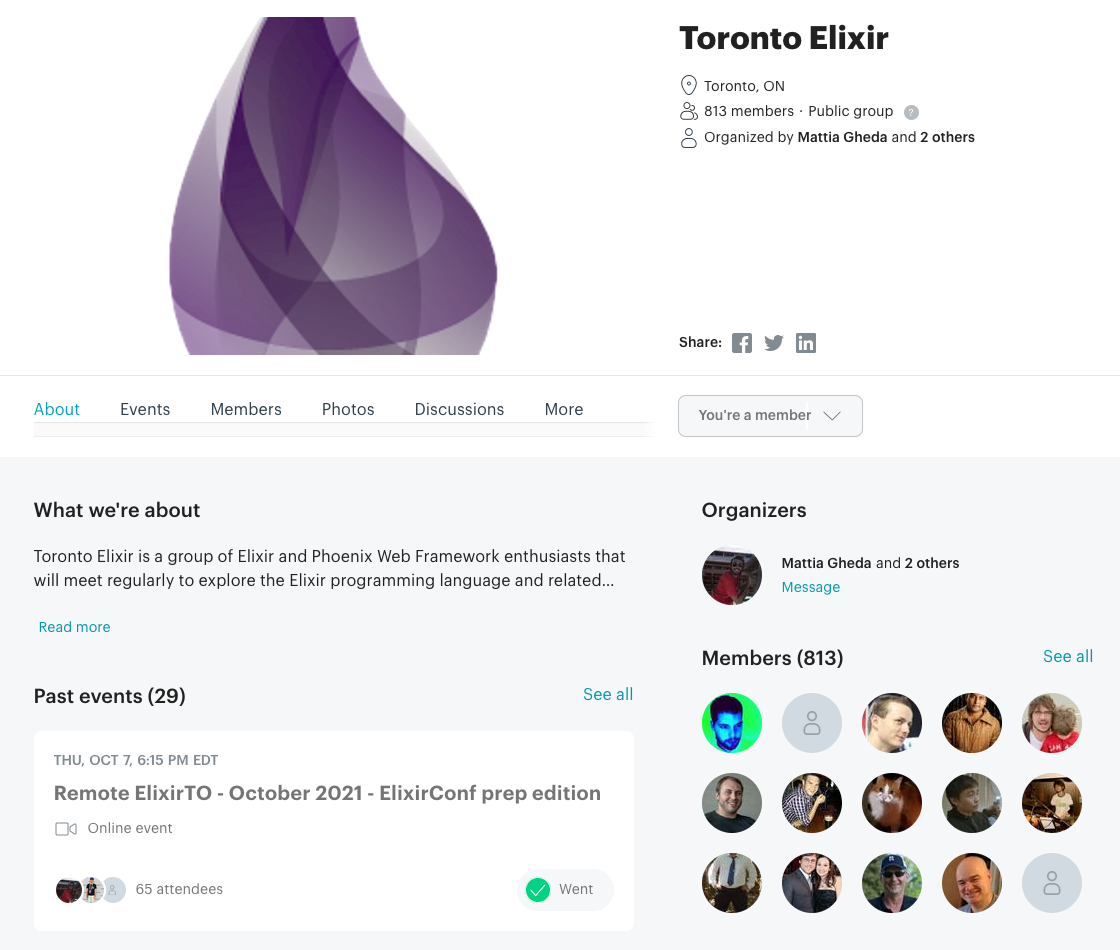 Toronto Elixir
Toronto, ON
813 members · Public group ?
Organized by Mattia Gheda and 2 others
Share:
About Events Members Photos Discussions More
You're a member
What we're about
Toronto Elixir is a group of Elixir and Phoenix Web Framework enthusiasts that
will meet regularly to explore the Elixir programming language and related...
Read more
Past events (29) See all
THU, OCT 7, 6:15 PM EDT
Remote ElixirTO - October 2021 - ElixirConf prep edition
Online event
65 attendees
Went
Organizers
Mattia Gheda and 2 others
Message
Members (813) See all